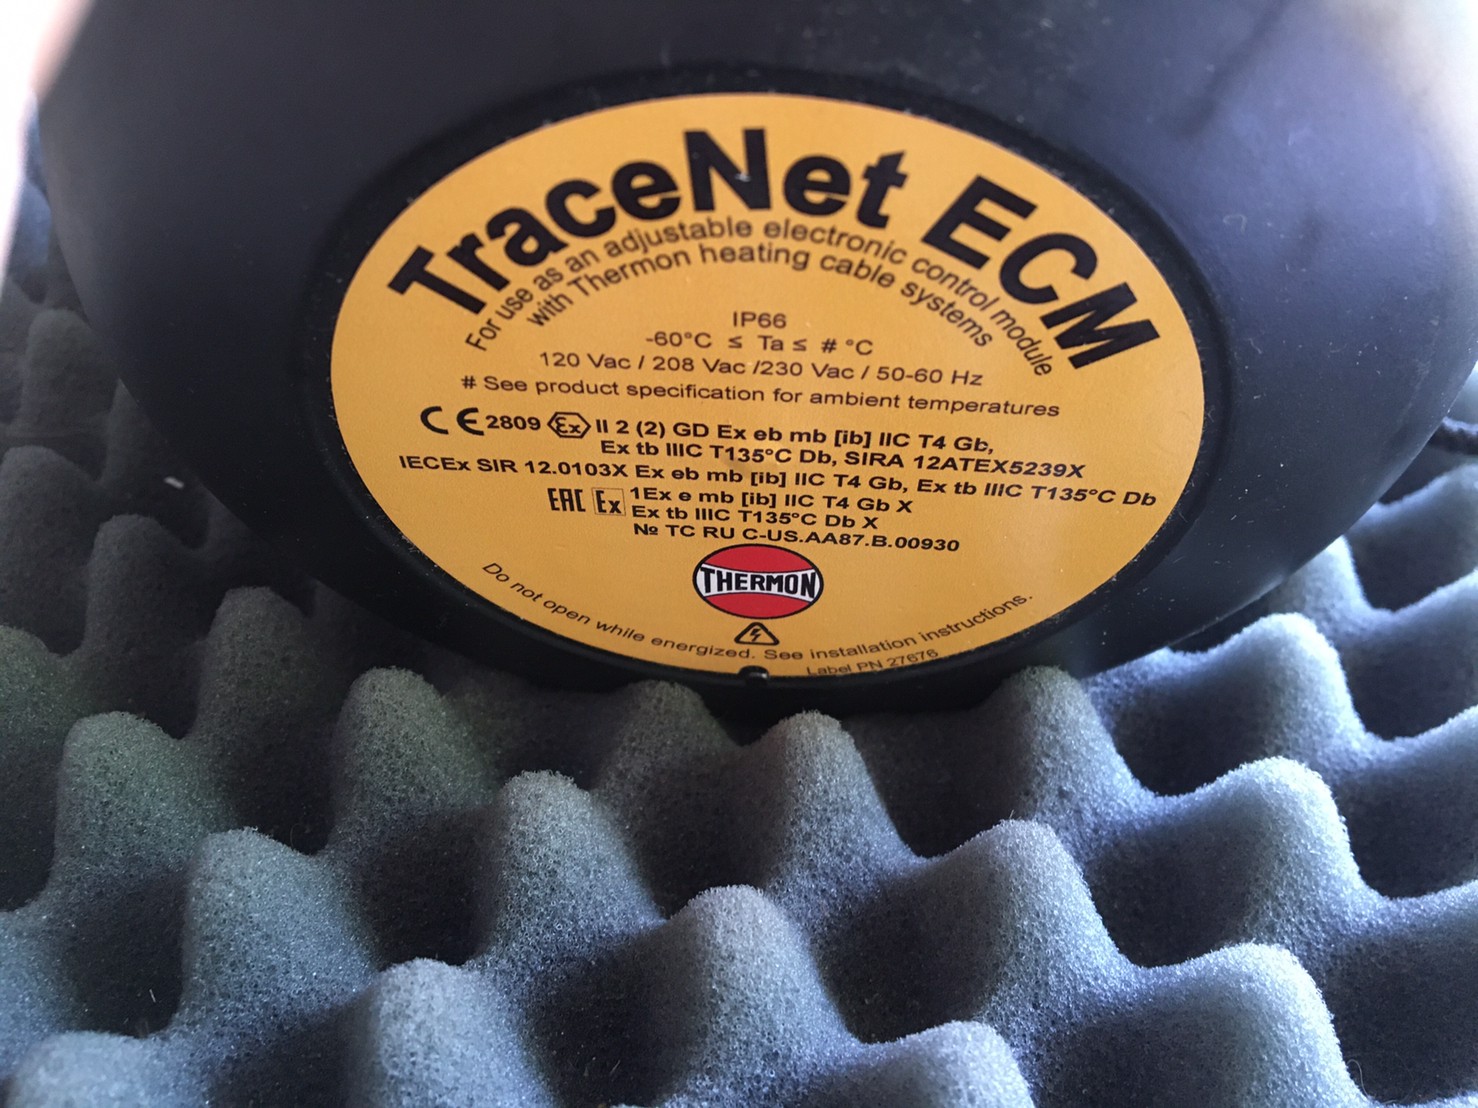 TraceNet ECM
For use as an adjustable electronic control module
with Thermon heating cable systems
IP66
-60°C ≤ Ta ≤ # °C
120 Vac / 208 Vac /230 Vac / 50-60 Hz
# See product specification for ambient temperatures
CE 2809 Ex II 2 (2) GD Ex eb mb [ib] IIC T4 Gb,
Ex tb IIIC T135°C Db, SIRA 12ATEX5239X
IECEx SIR 12.0103X Ex eb mb [ib] IIC T4 Gb, Ex tb IIIC T135°C Db
EAC Ex 1Ex e mb [ib] IIC T4 Gb X
Ex tb IIIC T135°C Db X
№ TC RU C-US.AA87.B.00930
THERMON
Do not open while energized. See installation instructions.
Label PN 27676